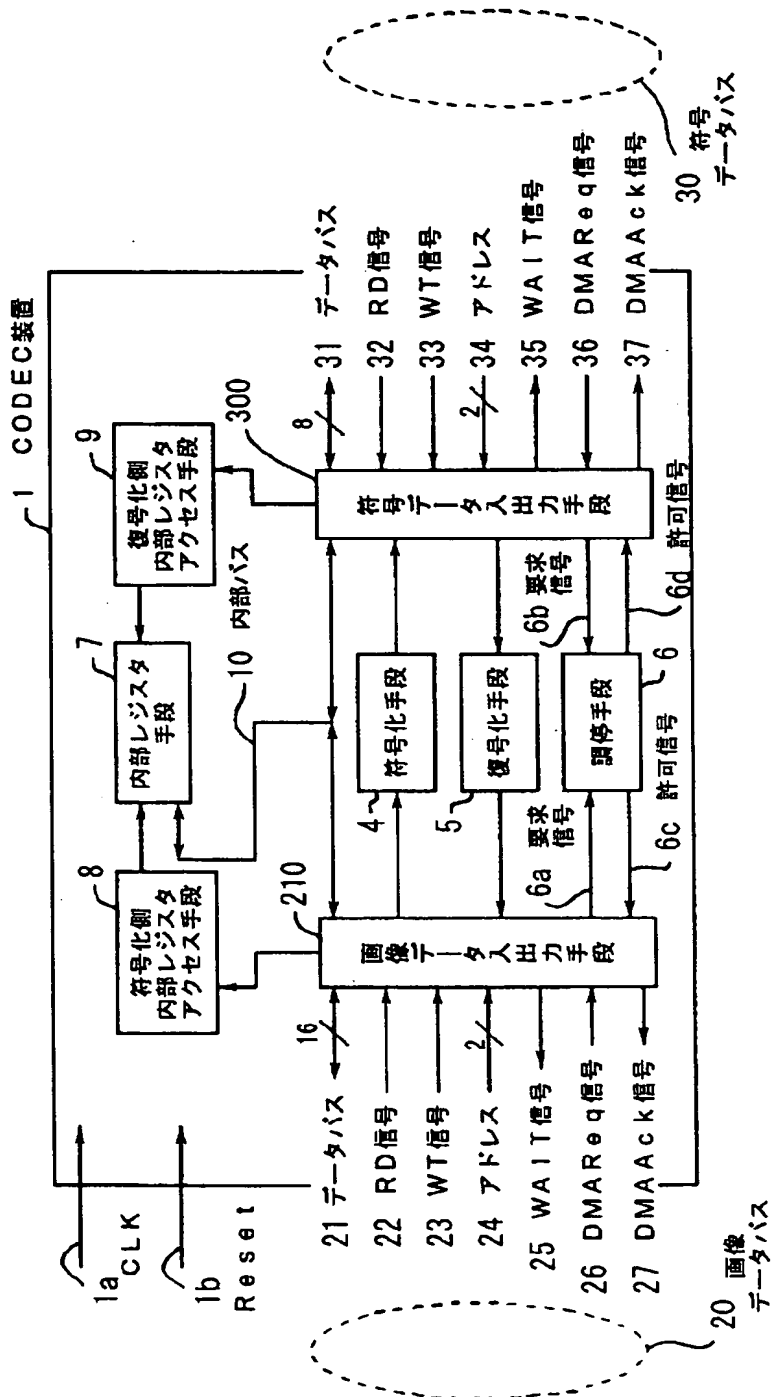 1 CODEC装置
1a
CLK
1b
Reset
8
符号化側
内部レジスタ
アクセス手段
7
内部レジスタ
手段
9
復号化側
内部レジスタ
アクセス手段
10 内部バス
210
画像データ入出力手段
300
符号データ入出力手段
4
符号化手段
5
復号化手段
6
調停手段
要求
信号
6a
6b 要求
信号
6c 許可信号
6d 許可信号
16
21 データバス
22 RD信号
23 WT信号
2
24 アドレス
25 WAIT信号
26 DMAReq信号
27 DMAAck信号
20 画像
データバス
8
31 データバス
32 RD信号
33 WT信号
2
34 アドレス
35 WAIT信号
36 DMAReq信号
37 DMAAck信号
30 符号
データバス